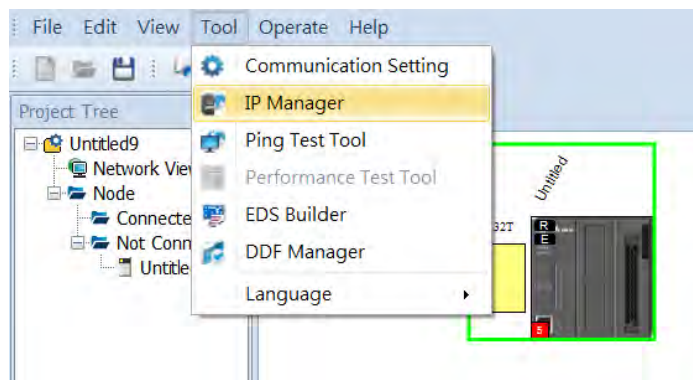 File Edit View Tool Operate Help
Communication Setting
Project Tree
IP Manager
Untitled9
Ping Test Tool
Network Vie
Performance Test Tool
Node
EDS Builder
Connecte
DDF Manager
Not Conn
Untitle
Language
Untitled
32T
R
E
5